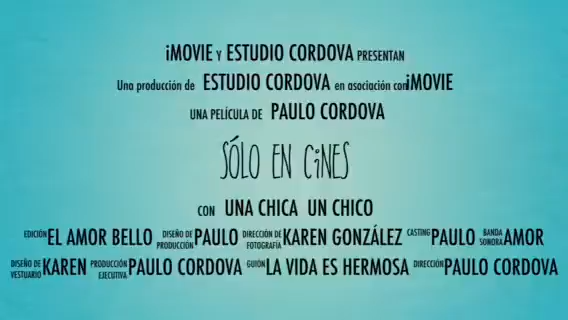 iMOVIE Y ESTUDIO CORDOVA PRESENTAN
Una producción de ESTUDIO CORDOVA en asociación con iMOVIE
UNA PELÍCULA DE PAULO CORDOVA
SÓLO EN CiNES
CON UNA CHICA UN CHICO
EDICIÓN EL AMOR BELLO DISEÑO DE PRODUCCIÓN PAULO DIRECCIÓN DE FOTOGRAFÍA KAREN GONZÁLEZ CASTING PAULO BANDA SONORA AMOR
DISEÑO DE VESTUARIO KAREN PRODUCCIÓN EJECUTIVA PAULO CORDOVA GUIÓN LA VIDA ES HERMOSA DIRECCIÓN PAULO CORDOVA